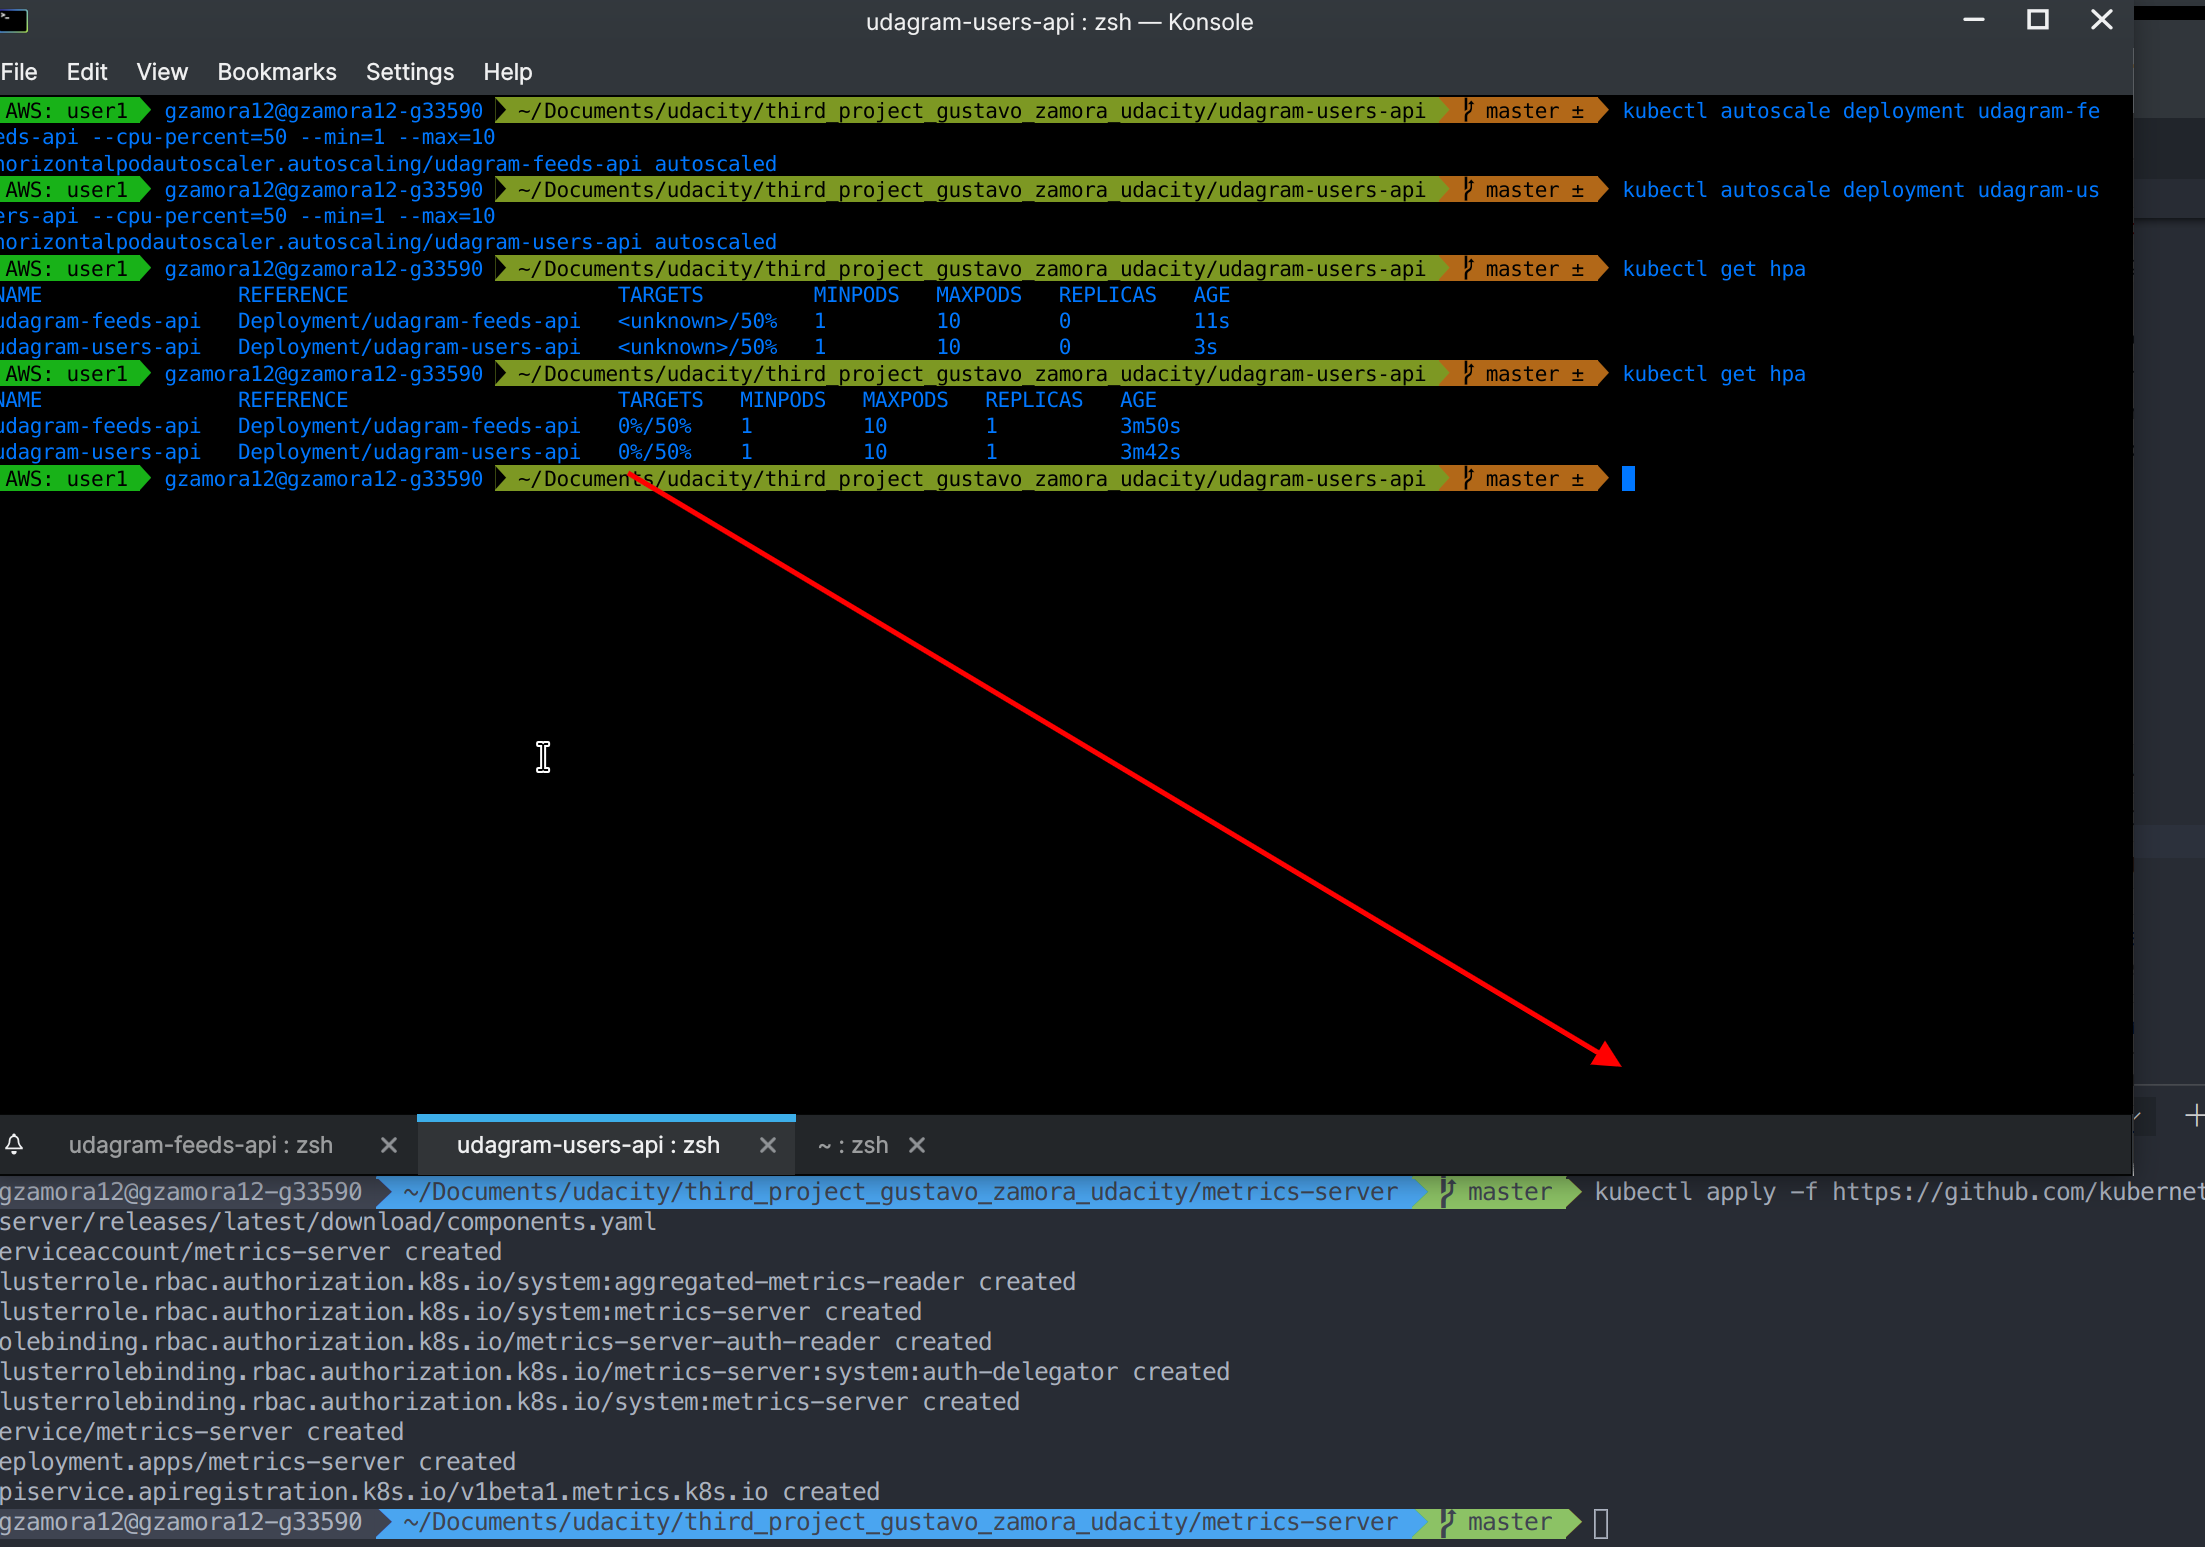 udagram-users-api : zsh — Konsole
File Edit View Bookmarks Settings Help
AWS: user1 gzamora12@gzamora12-g33590 ~/Documents/udacity/third_project_gustavo_zamora_udacity/udagram-users-api master ± kubectl autoscale deployment udagram-fe
eds-api --cpu-percent=50 --min=1 --max=10
horizontalpodautoscaler.autoscaling/udagram-feeds-api autoscaled
AWS: user1 gzamora12@gzamora12-g33590 ~/Documents/udacity/third_project_gustavo_zamora_udacity/udagram-users-api master ± kubectl autoscale deployment udagram-us
ers-api --cpu-percent=50 --min=1 --max=10
horizontalpodautoscaler.autoscaling/udagram-users-api autoscaled
AWS: user1 gzamora12@gzamora12-g33590 ~/Documents/udacity/third_project_gustavo_zamora_udacity/udagram-users-api master ± kubectl get hpa
NAME REFERENCE TARGETS MINPODS MAXPODS REPLICAS AGE
udagram-feeds-api Deployment/udagram-feeds-api <unknown>/50% 1 10 0 11s
udagram-users-api Deployment/udagram-users-api <unknown>/50% 1 10 0 3s
AWS: user1 gzamora12@gzamora12-g33590 ~/Documents/udacity/third_project_gustavo_zamora_udacity/udagram-users-api master ± kubectl get hpa
NAME REFERENCE TARGETS MINPODS MAXPODS REPLICAS AGE
udagram-feeds-api Deployment/udagram-feeds-api 0%/50% 1 10 1 3m50s
udagram-users-api Deployment/udagram-users-api 0%/50% 1 10 1 3m42s
AWS: user1 gzamora12@gzamora12-g33590 ~/Documents/udacity/third_project_gustavo_zamora_udacity/udagram-users-api master ±
udagram-feeds-api : zsh udagram-users-api : zsh ~ : zsh
gzamora12@gzamora12-g33590 ~/Documents/udacity/third_project_gustavo_zamora_udacity/metrics-server master kubectl apply -f https://github.com/kubernet
server/releases/latest/download/components.yaml
erviceaccount/metrics-server created
lusterrole.rbac.authorization.k8s.io/system:aggregated-metrics-reader created
lusterrole.rbac.authorization.k8s.io/system:metrics-server created
olebinding.rbac.authorization.k8s.io/metrics-server-auth-reader created
lusterrolebinding.rbac.authorization.k8s.io/metrics-server:system:auth-delegator created
lusterrolebinding.rbac.authorization.k8s.io/system:metrics-server created
ervice/metrics-server created
eployment.apps/metrics-server created
piservice.apiregistration.k8s.io/v1beta1.metrics.k8s.io created
gzamora12@gzamora12-g33590 ~/Documents/udacity/third_project_gustavo_zamora_udacity/metrics-server master